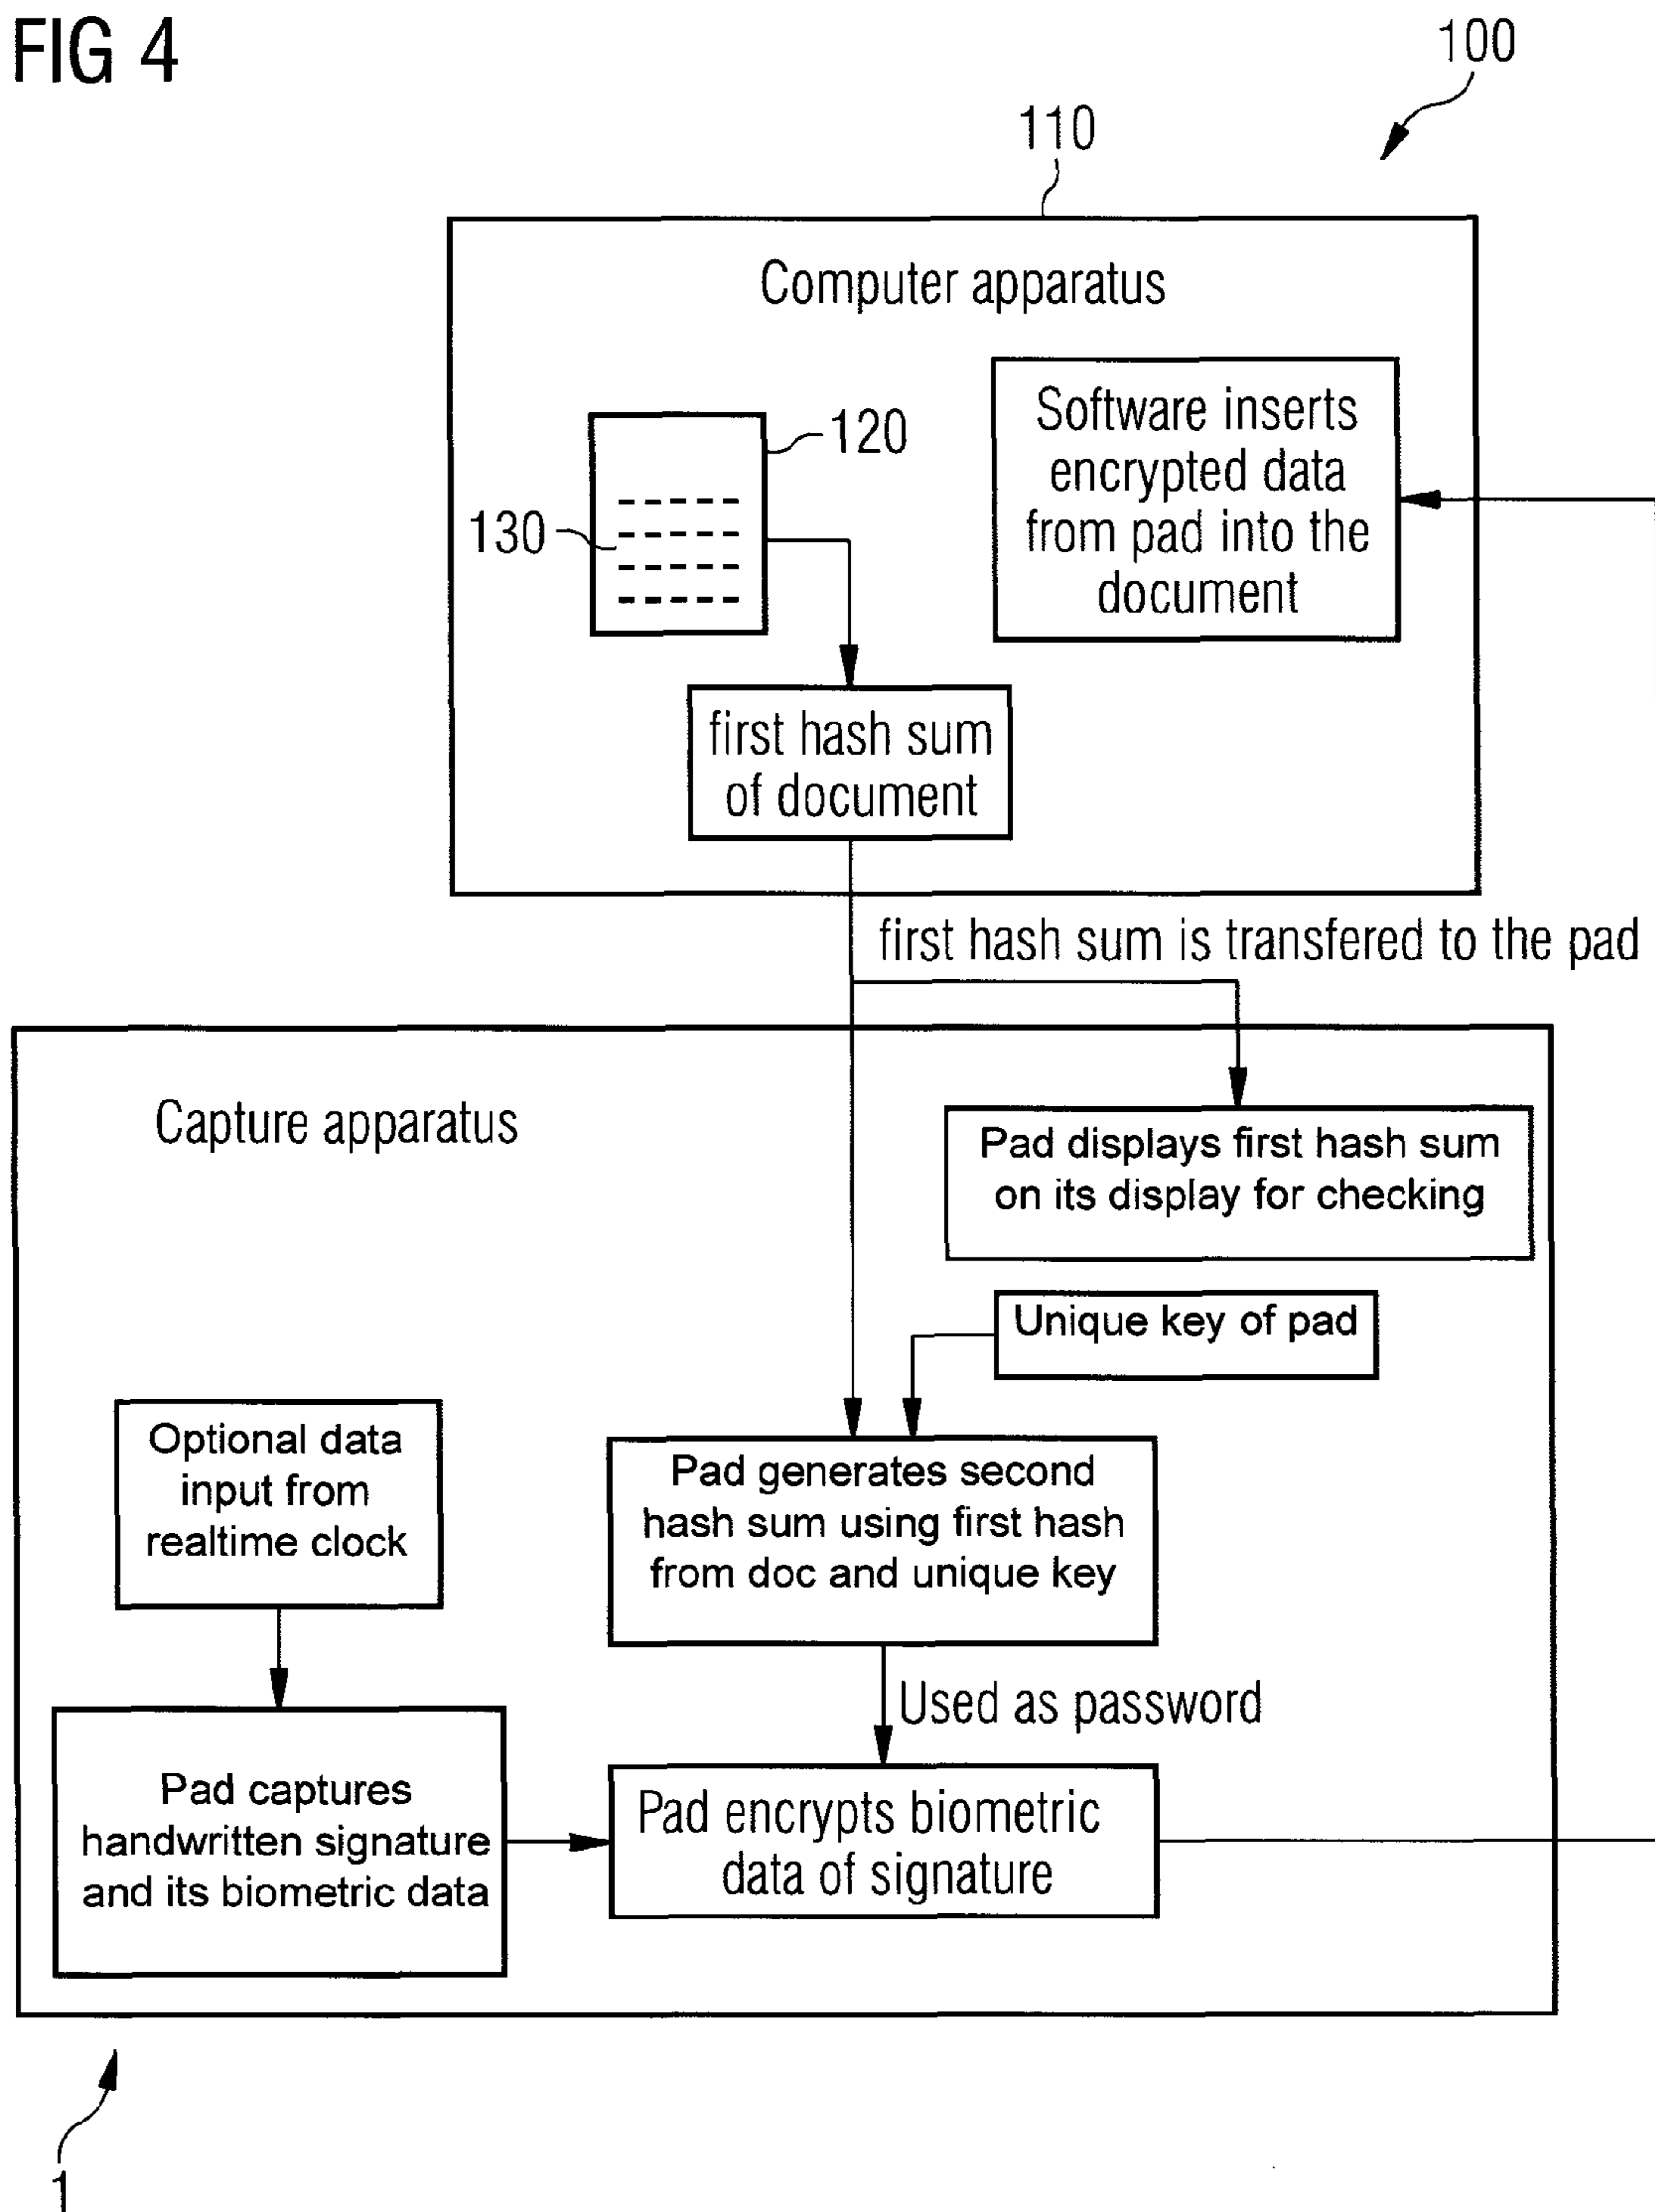 FIG 4
100
110
Computer apparatus
Software inserts
encrypted data
from pad into the
document
120
130
first hash sum
of document
first hash sum is transfered to the pad
Capture apparatus
Pad displays first hash sum
on its display for checking
Unique key of pad
Optional data
input from
realtime clock
Pad generates second
hash sum using first hash
from doc and unique key
Used as password
Pad captures
handwritten signature
and its biometric data
Pad encrypts biometric
data of signature
1